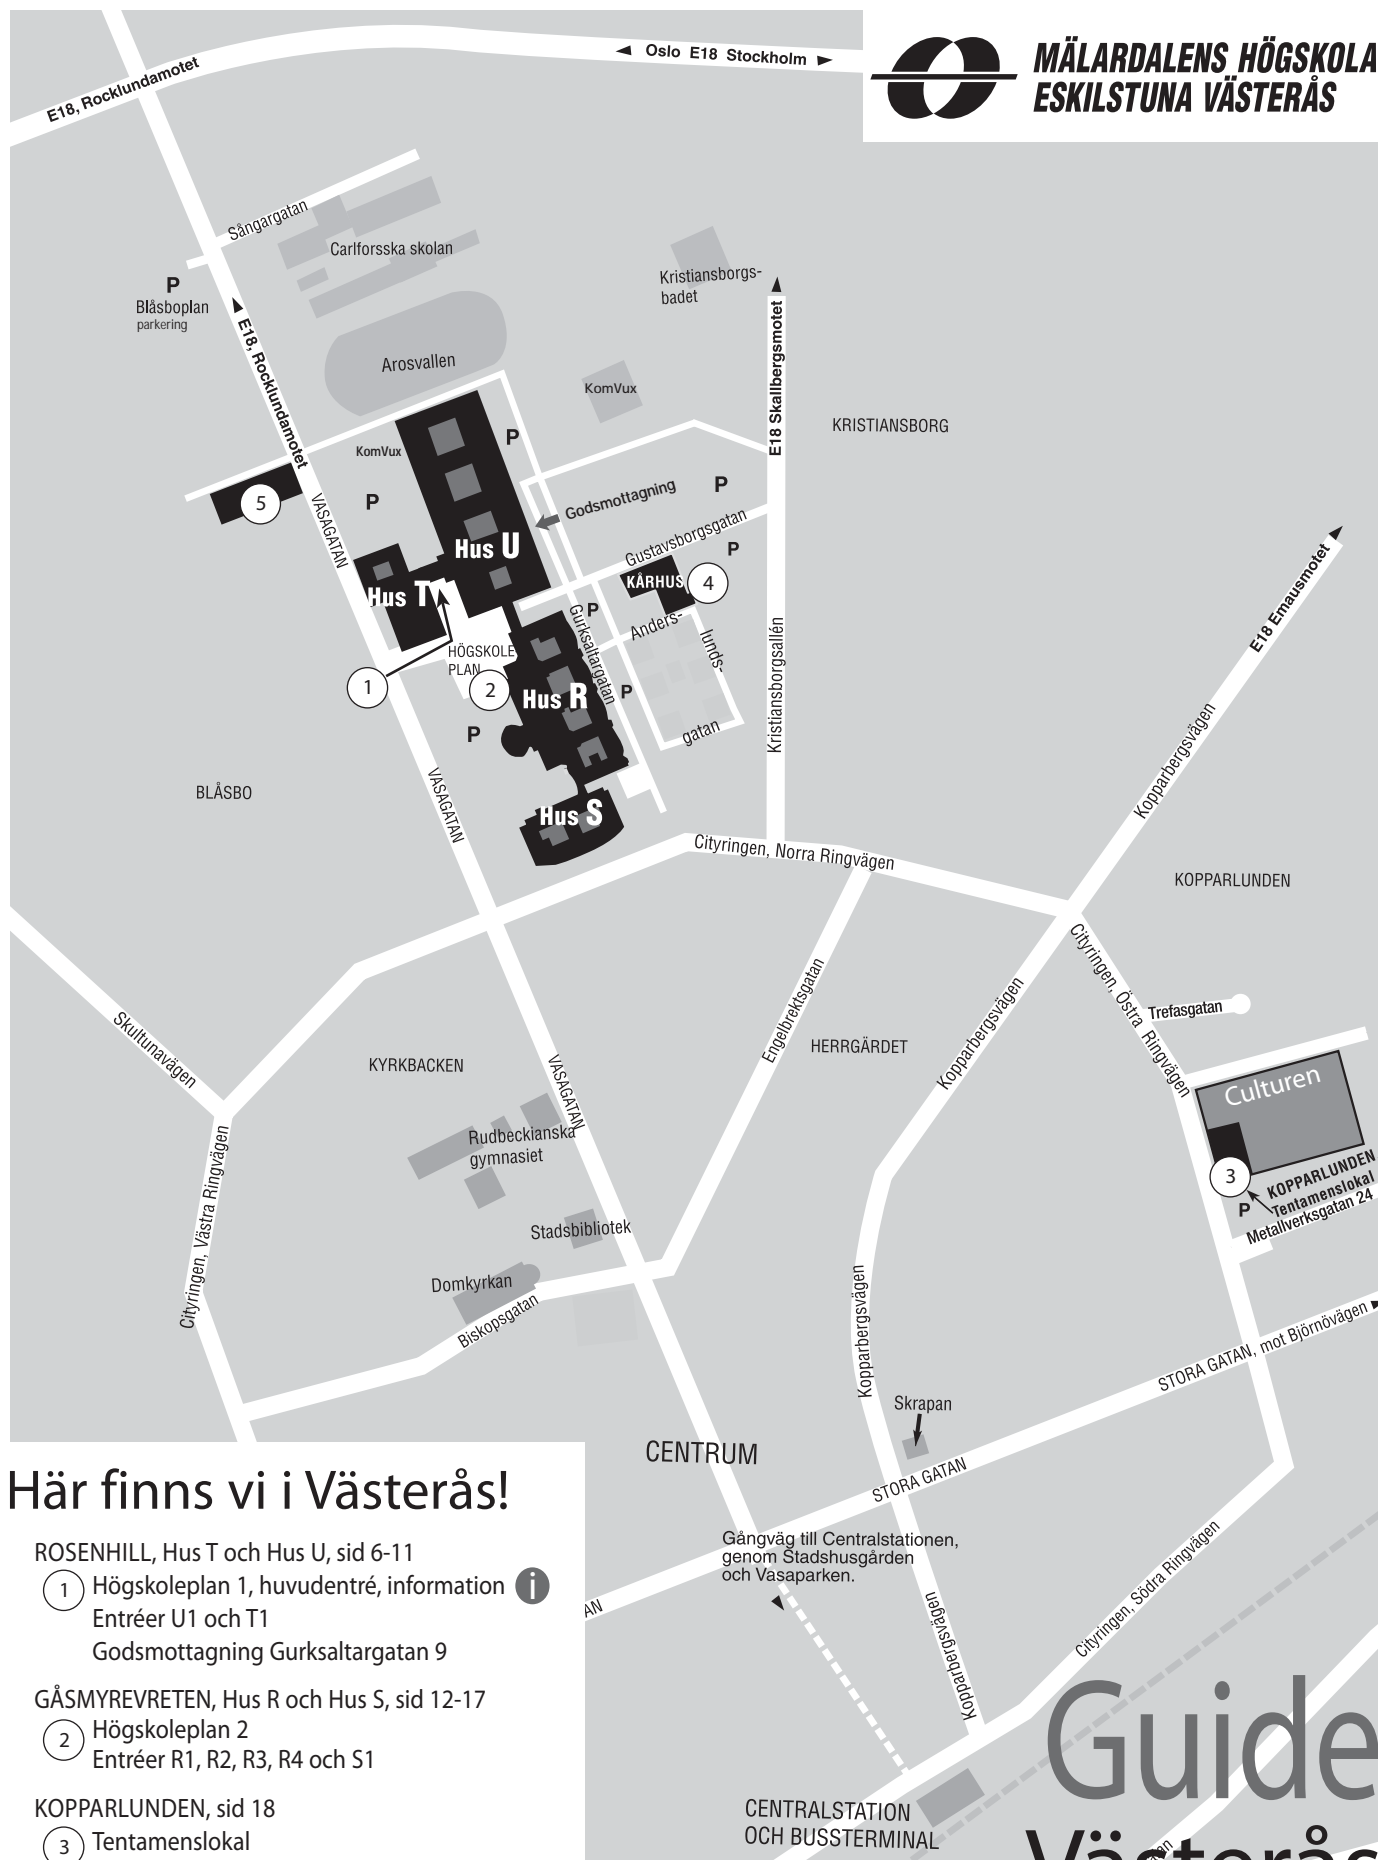 Oslo E18 Stockholm
MÄLARDALENS HÖGSKOLA
ESKILSTUNA VÄSTERÅS
E18, Rocklundamotet
Sångargatan
Carlforsska skolan
Kristiansborgs-
badet
P
Blåsboplan
parkering
E18, Rocklundamotet
E18 Skallbergsmotet
Arosvallen
KomVux
KRISTIANSBORG
P
KomVux
P
Godsmottagning
P
5
VASAGATAN
Hus U
Gustavsborgsgatan
P
KÅRHUS
4
Hus T
P
Gurksaltargatan
Anders-
lunds-
gatan
E18 Emausmotet
HÖGSKOLE
PLAN
1
2
Hus R
P
P
Kristiansborgsallén
Kopparbergsvägen
VASAGATAN
BLÅSBO
Hus S
Cityringen, Norra Ringvägen
KOPPARLUNDEN
Cityringen, Östra Ringvägen
Engelbrektsgatan
Kopparbergsvägen
Trefasgatan
Skultunavägen
HERRGÄRDET
KYRKBACKEN
VASAGATAN
Culturen
Rudbeckianska
gymnasiet
3
KOPPARLUNDEN
Tentamenslokal
P
Metallverksgatan 24
Cityringen, Västra Ringvägen
Stadsbibliotek
Domkyrkan
Biskopsgatan
Kopparbergsvägen
STORA GATAN, mot Björnövägen
Skrapan
CENTRUM
STORA GATAN
Här finns vi i Västerås!
Gångväg till Centralstationen,
genom Stadshusgården
och Vasaparken.
AN
Kopparbergsvägen
Cityringen, Södra Ringvägen
ROSENHILL, Hus T och Hus U, sid 6-11
1 Högskoleplan 1, huvudentré, information i
Entréer U1 och T1
Godsmottagning Gurksaltargatan 9
GÅSMYREVRETEN, Hus R och Hus S, sid 12-17
2 Högskoleplan 2
Entréer R1, R2, R3, R4 och S1
KOPPARLUNDEN, sid 18
3 Tentamenslokal
CENTRALSTATION
OCH BUSSTERMINAL
Guide
Västerås